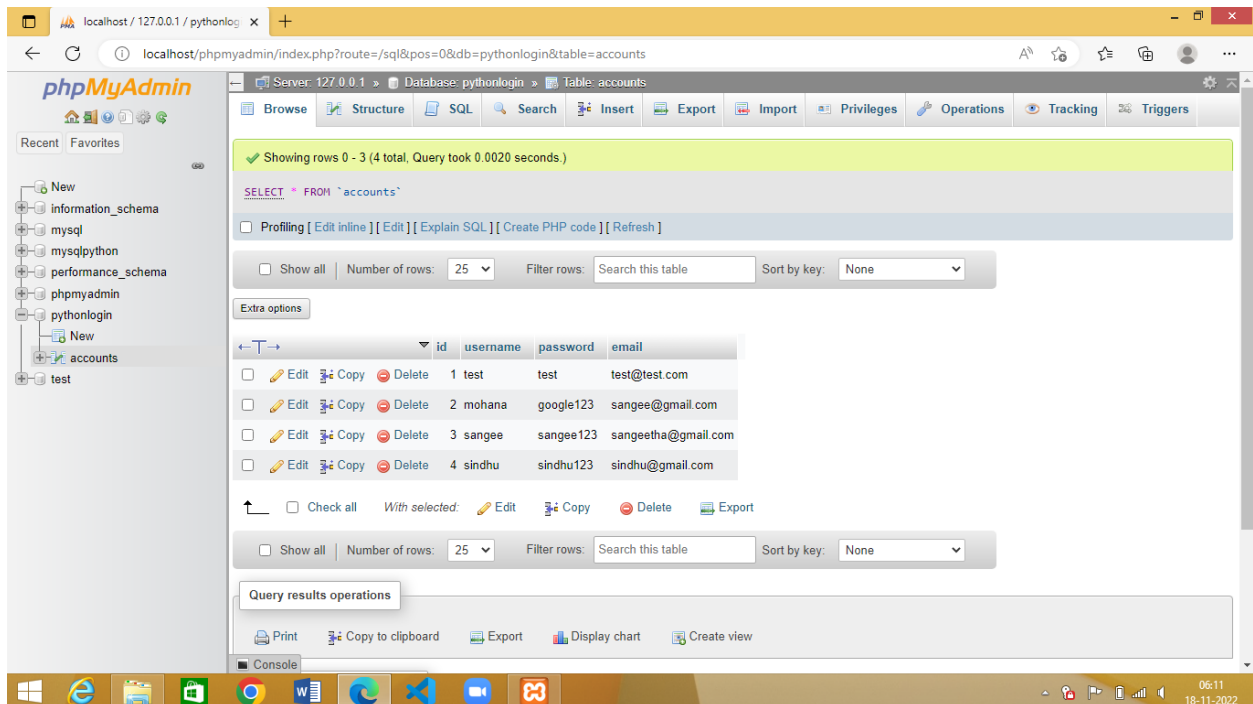 localhost / 127.0.0.1 / pythonlog
localhost/phpmyadmin/index.php?route=/sql&pos=0&db=pythonlogin&table=accounts
phpMyAdmin
Recent Favorites
New
information_schema
mysql
mysqlpython
performance_schema
phpmyadmin
pythonlogin
New
accounts
test
Server: 127.0.0.1 » Database: pythonlogin » Table: accounts
Browse Structure SQL Search Insert Export Import Privileges Operations Tracking Triggers
Showing rows 0 - 3 (4 total, Query took 0.0020 seconds.)
SELECT * FROM `accounts`
Profiling [ Edit inline ] [ Edit ] [ Explain SQL ] [ Create PHP code ] [ Refresh ]
Show all | Number of rows: 25 Filter rows: Search this table Sort by key: None
Extra options
←T→ id username password email
Edit Copy Delete 1 test test test@test.com
Edit Copy Delete 2 mohana google123 sangee@gmail.com
Edit Copy Delete 3 sangee sangee123 sangeetha@gmail.com
Edit Copy Delete 4 sindhu sindhu123 sindhu@gmail.com
Check all With selected: Edit Copy Delete Export
Show all | Number of rows: 25 Filter rows: Search this table Sort by key: None
Query results operations
Print Copy to clipboard Export Display chart Create view
Console
06:11
18-11-2022